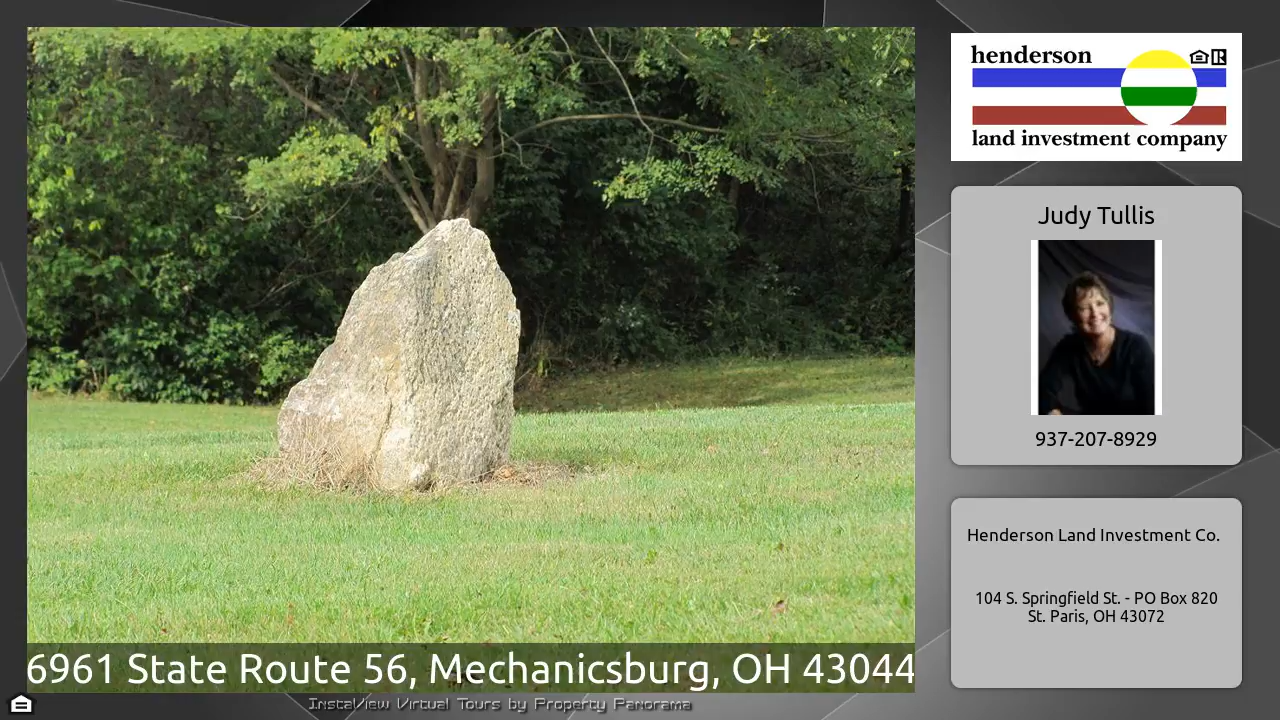 henderson
land investment company
Judy Tullis
937-207-8929
Henderson Land Investment Co.
104 S. Springfield St. - PO Box 820
St. Paris, OH 43072
6961 State Route 56, Mechanicsburg, OH 43044
InstaView Virtual Tours by Property Panorama